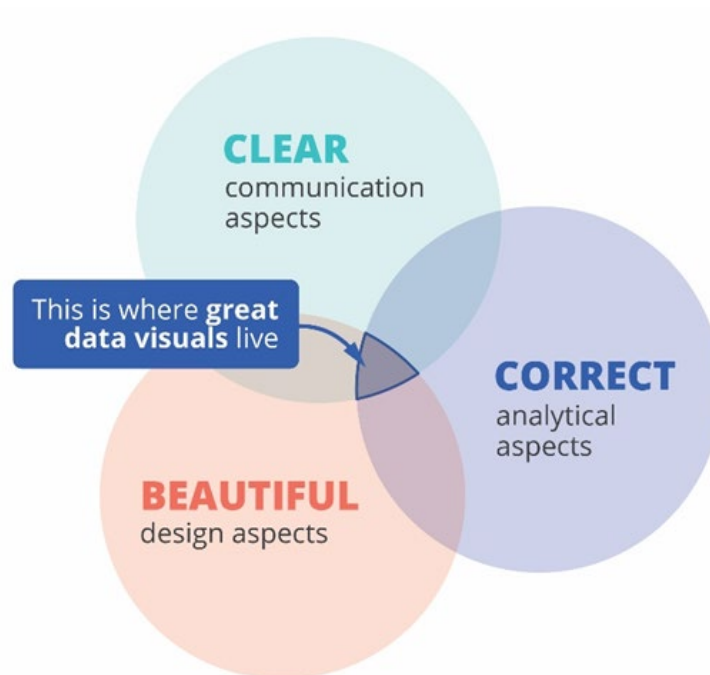 CLEAR
communication
aspects
This is where great
data visuals live
CORRECT
analytical
aspects
BEAUTIFUL
design aspects